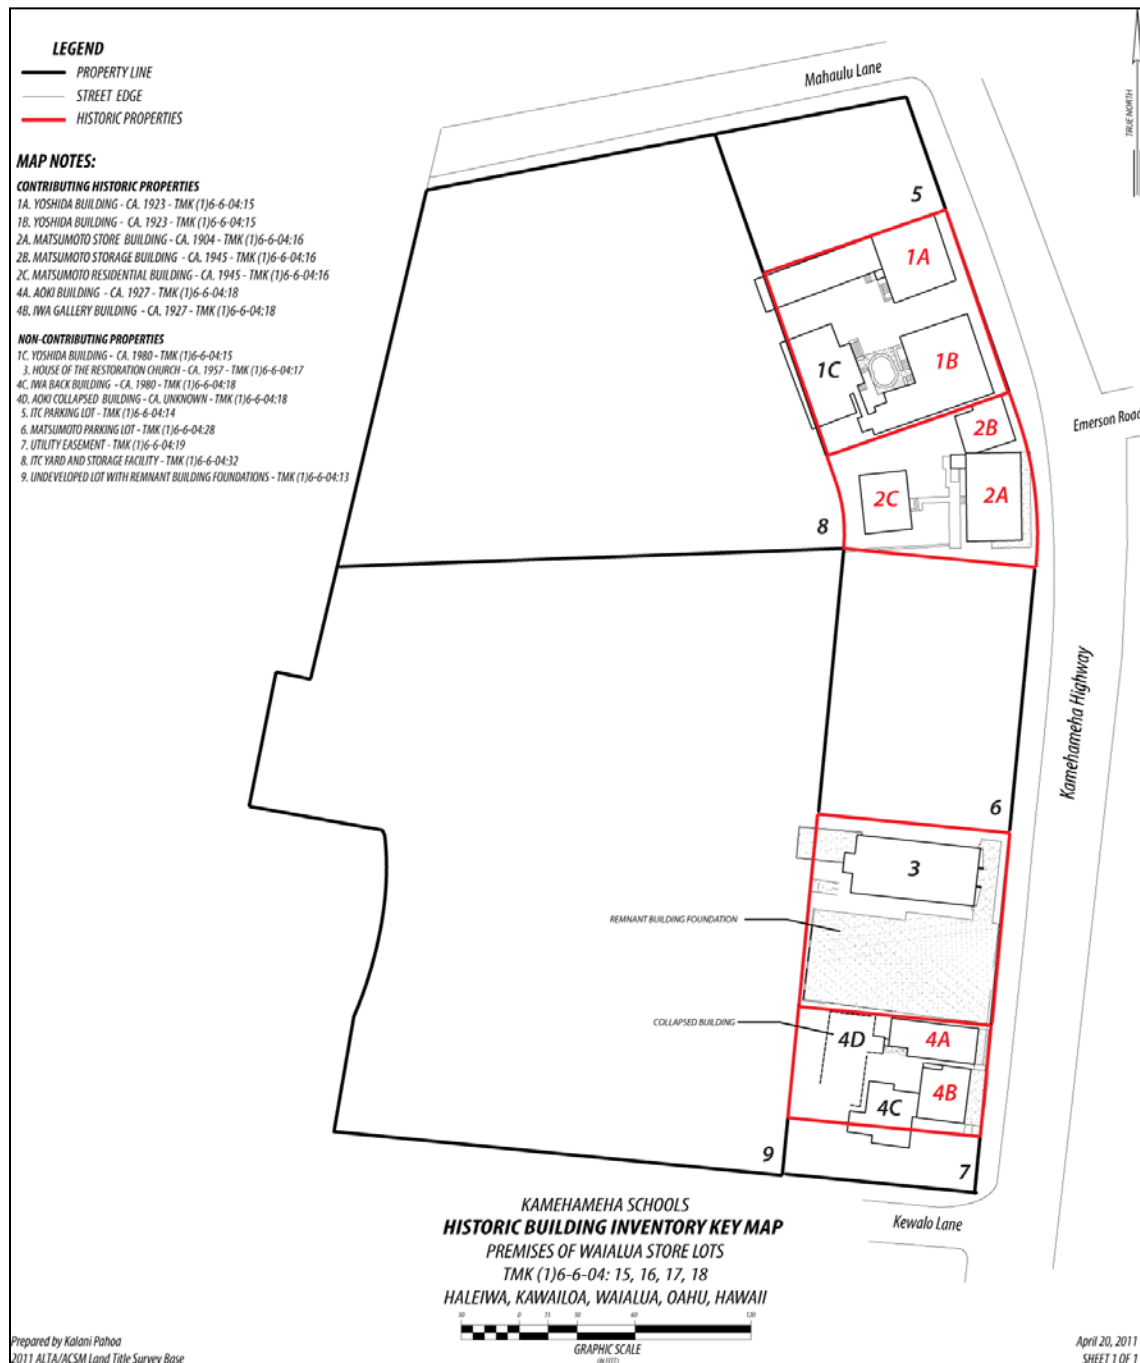 LEGEND
PROPERTY LINE
STREET EDGE
HISTORIC PROPERTIES
MAP NOTES:
CONTRIBUTING HISTORIC PROPERTIES
1A. YOSHIDA BUILDING - CA. 1923 - TMK (1)6-6-04:15
1B. YOSHIDA BUILDING - CA. 1923 - TMK (1)6-6-04:15
2A. MATSUMOTO STORE BUILDING - CA. 1904 - TMK (1)6-6-04:16
2B. MATSUMOTO STORAGE BUILDING - CA. 1945 - TMK (1)6-6-04:16
2C. MATSUMOTO RESIDENTIAL BUILDING - CA. 1945 - TMK (1)6-6-04:16
4A. AOKI BUILDING - CA. 1927 - TMK (1)6-6-04:18
4B. IWA GALLERY BUILDING - CA. 1927 - TMK (1)6-6-04:18
NON-CONTRIBUTING PROPERTIES
1C. YOSHIDA BUILDING - CA. 1980 - TMK (1)6-6-04:15
3. HOUSE OF THE RESTORATION CHURCH - CA. 1957 - TMK (1)6-6-04:17
4C. IWA BACK BUILDING - CA. 1980 - TMK (1)6-6-04:18
4D. AOKI COLLAPSED BUILDING - CA. UNKNOWN - TMK (1)6-6-04:18
5. ITC PARKING LOT - TMK (1)6-6-04:14
6. MATSUMOTO PARKING LOT - TMK (1)6-6-04:28
7. UTILITY EASEMENT - TMK (1)6-6-04:19
8. ITC YARD AND STORAGE FACILITY - TMK (1)6-6-04:32
9. UNDEVELOPED LOT WITH REMNANT BUILDING FOUNDATIONS - TMK (1)6-6-04:13
Mahaulu Lane
TRUE NORTH
5
1A
1C
1B
Emerson Road
2B
2C
2A
8
Kamehameha Highway
6
3
REMNANT BUILDING FOUNDATION
COLLAPSED BUILDING
4D
4A
4B
4C
9
7
Kewalo Lane
KAMEHAMEHA SCHOOLS
HISTORIC BUILDING INVENTORY KEY MAP
PREMISES OF WAIALUA STORE LOTS
TMK (1)6-6-04: 15, 16, 17, 18
HALEIWA, KAWAILOA, WAIALUA, OAHU, HAWAII
30 0 15 30 60 120
GRAPHIC SCALE
(IN FEET)
Prepared by Kalani Pahoa
2011 ALTA/ACSM Land Title Survey Base
April 20, 2011
SHEET 1 OF 1